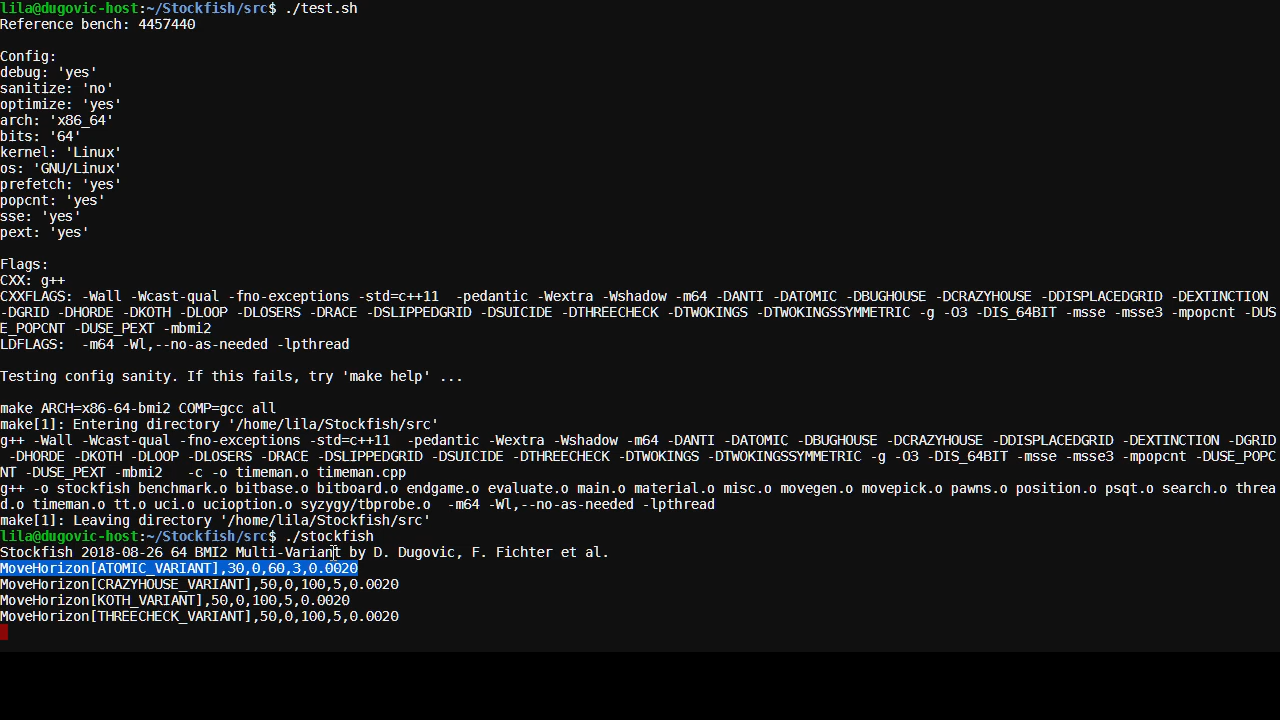 lila@dugovic-host:~/Stockfish/src$ ./test.sh
Reference bench: 4457440
Config:
debug: 'yes'
sanitize: 'no'
optimize: 'yes'
arch: 'x86_64'
bits: '64'
kernel: 'Linux'
os: 'GNU/Linux'
prefetch: 'yes'
popcnt: 'yes'
sse: 'yes'
pext: 'yes'
Flags:
CXX: g++
CXXFLAGS: -Wall -Wcast-qual -fno-exceptions -std=c++11  -pedantic -Wextra -Wshadow -m64 -DANTI -DATOMIC -DBUGHOUSE -DCRAZYHOUSE -DDISPLACEDGRID -DEXTINCTION
-DGRID -DHORDE -DKOTH -DLOOP -DLOSERS -DRACE -DSLIPPEDGRID -DSUICIDE -DTHREECHECK -DTWOKINGS -DTWOKINGSSYMMETRIC -g -O3 -DIS_64BIT -msse -msse3 -mpopcnt -DUS
E_POPCNT -DUSE_PEXT -mbmi2
LDFLAGS:  -m64 -Wl,--no-as-needed -lpthread
Testing config sanity. If this fails, try 'make help' ...
make ARCH=x86-64-bmi2 COMP=gcc all
make[1]: Entering directory '/home/lila/Stockfish/src'
g++ -Wall -Wcast-qual -fno-exceptions -std=c++11  -pedantic -Wextra -Wshadow -m64 -DANTI -DATOMIC -DBUGHOUSE -DCRAZYHOUSE -DDISPLACEDGRID -DEXTINCTION -DGRID
 -DHORDE -DKOTH -DLOOP -DLOSERS -DRACE -DSLIPPEDGRID -DSUICIDE -DTHREECHECK -DTWOKINGS -DTWOKINGSSYMMETRIC -g -O3 -DIS_64BIT -msse -msse3 -mpopcnt -DUSE_POPC
NT -DUSE_PEXT -mbmi2   -c -o timeman.o timeman.cpp
g++ -o stockfish benchmark.o bitbase.o bitboard.o endgame.o evaluate.o main.o material.o misc.o movegen.o movepick.o pawns.o position.o psqt.o search.o threa
d.o timeman.o tt.o uci.o ucioption.o syzygy/tbprobe.o  -m64 -Wl,--no-as-needed -lpthread
make[1]: Leaving directory '/home/lila/Stockfish/src'
lila@dugovic-host:~/Stockfish/src$ ./stockfish
Stockfish 2018-08-26 64 BMI2 Multi-Variant by D. Dugovic, F. Fichter et al.
MoveHorizon[ATOMIC_VARIANT],30,0,60,3,0.0020
MoveHorizon[CRAZYHOUSE_VARIANT],50,0,100,5,0.0020
MoveHorizon[KOTH_VARIANT],50,0,100,5,0.0020
MoveHorizon[THREECHECK_VARIANT],50,0,100,5,0.0020